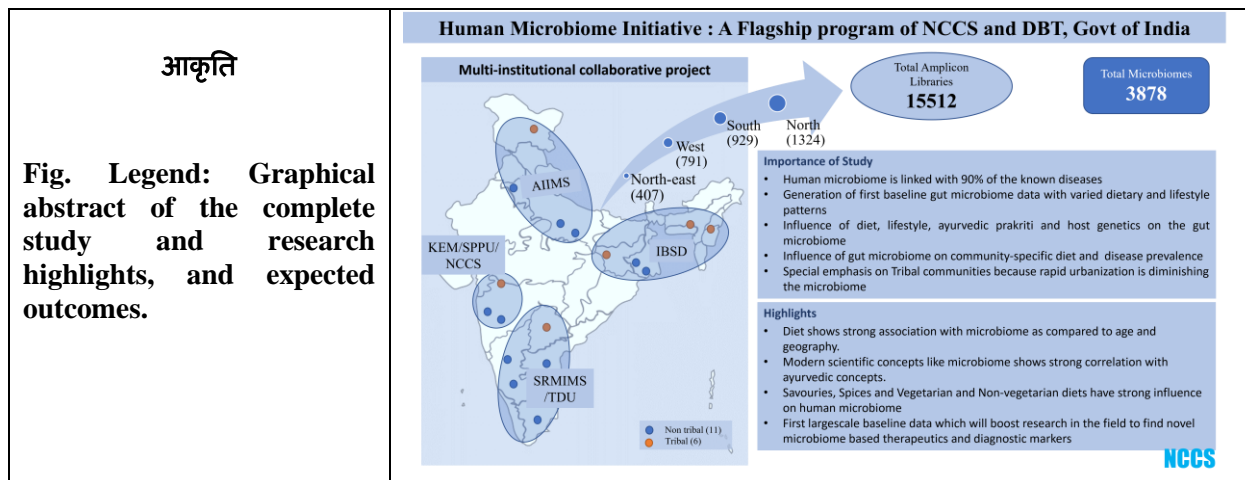 आकृति
Fig. Legend: Graphical
abstract of the complete
study and research
highlights, and expected
outcomes.
Human Microbiome Initiative : A Flagship program of NCCS and DBT, Govt of India
Multi-institutional collaborative project
Total Amplicon
Libraries
15512
Total Microbiomes
3878
North
(1324)
South
(929)
West
(791)
North-east
(407)
AIIMS
IBSD
KEM/SPPU/
NCCS
SRMIMS
/TDU
Non tribal (11)
Tribal (6)
Importance of Study
• Human microbiome is linked with 90% of the known diseases
• Generation of first baseline gut microbiome data with varied dietary and lifestyle
patterns
• Influence of diet, lifestyle, ayurvedic prakriti and host genetics on the gut
microbiome
• Influence of gut microbiome on community-specific diet and disease prevalence
• Special emphasis on Tribal communities because rapid urbanization is diminishing
the microbiome
Highlights
• Diet shows strong association with microbiome as compared to age and
geography.
• Modern scientific concepts like microbiome shows strong correlation with
ayurvedic concepts.
• Savouries, Spices and Vegetarian and Non-vegetarian diets have strong influence
on human microbiome
• First largescale baseline data which will boost research in the field to find novel
microbiome based therapeutics and diagnostic markers
NCCS